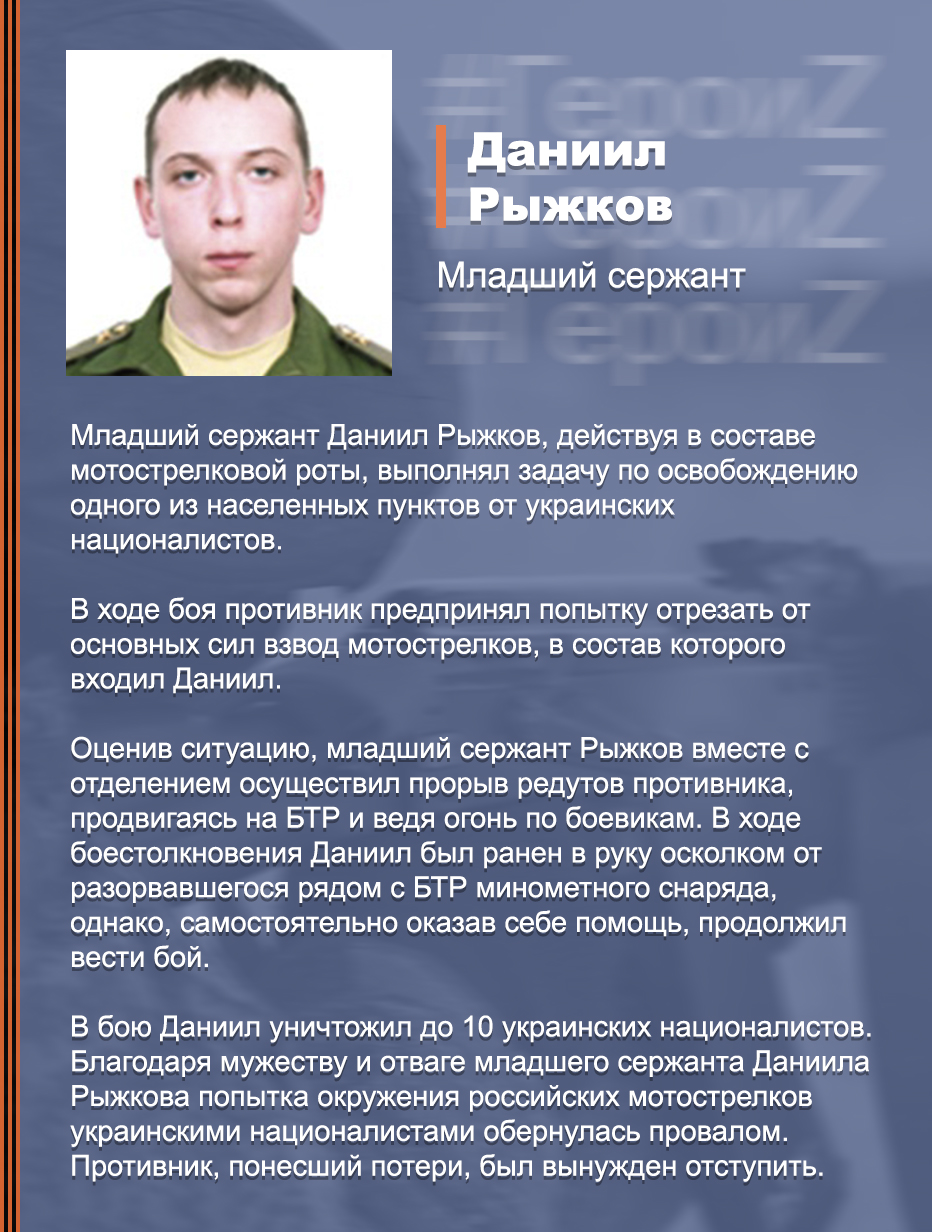 #ГероиZ
Даниил
#ГероиZ
Рыжков
Младший сержант
#ГероиZ
Младший сержант Даниил Рыжков, действуя в составе
мотострелковой роты, выполнял задачу по освобождению
одного из населенных пунктов от украинских
националистов.
В ходе боя противник предпринял попытку отрезать от
основных сил взвод мотострелков, в состав которого
входил Даниил.
Оценив ситуацию, младший сержант Рыжков вместе с
отделением осуществил прорыв редутов противника,
продвигаясь на БТР и ведя огонь по боевикам. В ходе
боестолкновения Даниил был ранен в руку осколком от
разорвавшегося рядом с БТР минометного снаряда,
однако, самостоятельно оказав себе помощь, продолжил
вести бой.
В бою Даниил уничтожил до 10 украинских националистов.
Благодаря мужеству и отваге младшего сержанта Даниила
Рыжкова попытка окружения российских мотострелков
украинскими националистами обернулась провалом.
Противник, понесший потери, был вынужден отступить.